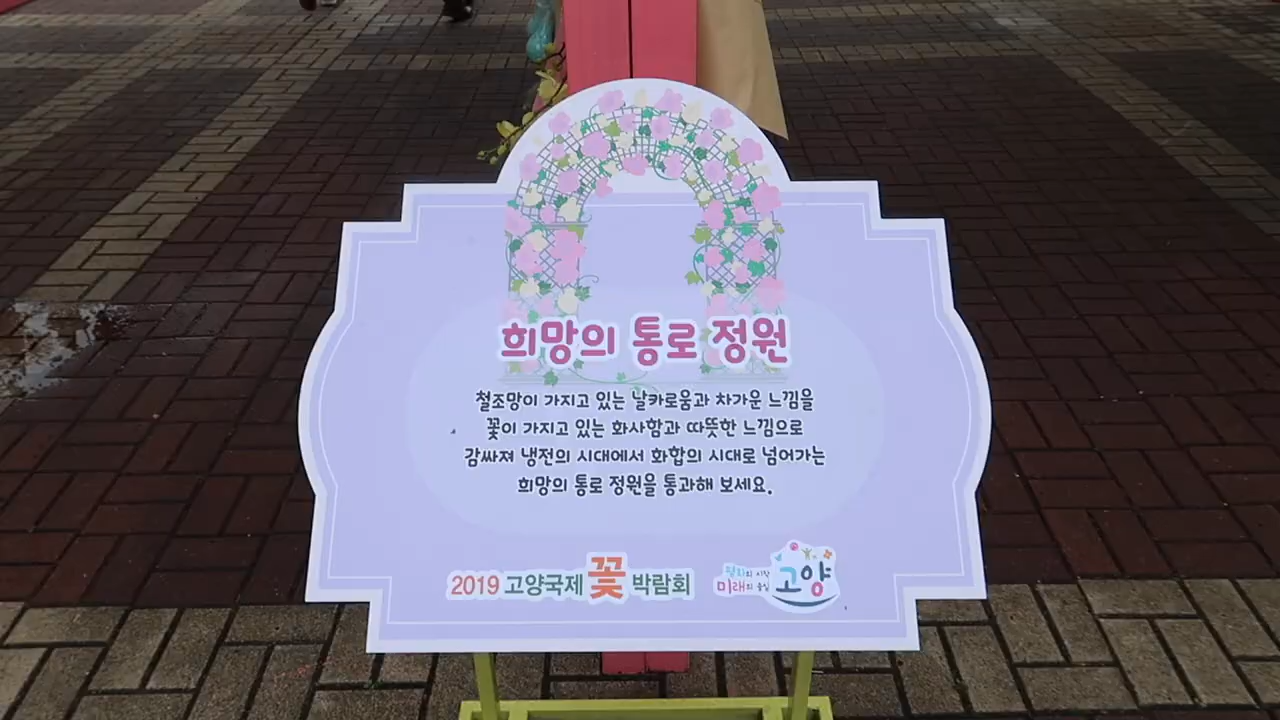 희망의 통로 정원
철조망이 가지고 있는 날카로움과 차가운 느낌을
꽃이 가지고 있는 화사함과 따뜻한 느낌으로
감싸져 냉전의 시대에서 화합의 시대로 넘어가는
희망의 통로 정원을 통과해 보세요.
2019 고양국제 꽃 박람회
평화의 시작
미래의 중심
고양